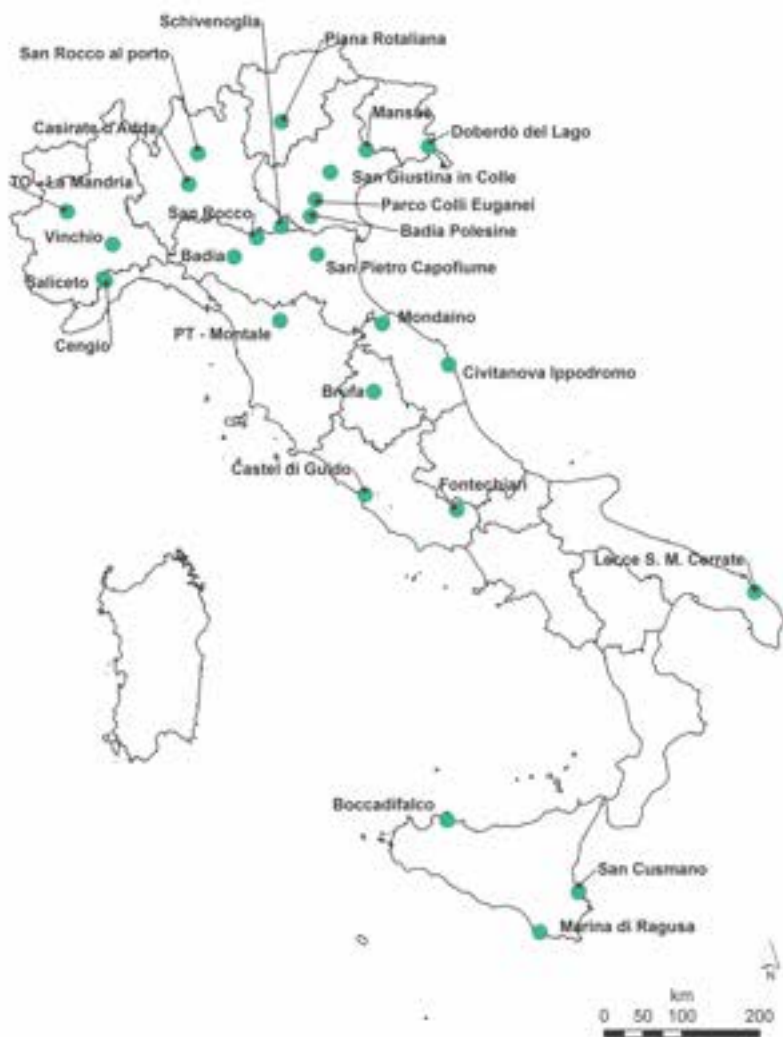 Schivenoglia
Piana Rotaliana
San Rocco al porto
Mansuè
Casirate d'Adda
Doberdò del Lago
San Giustina in Colle
TO - La Mandria
Parco Colli Euganei
San Rocco
Badia Polesine
Vinchio
Badia
San Pietro Capofiume
Saliceto
Mondaino
PT - Montale
Cengio
Civitanova Ippodromo
Brufa
Castel di Guido
Fontechiari
Lecce S. M. Cerrate
Boccadifalco
San Cusmano
Marina di Ragusa
N
km
0 50 100 200